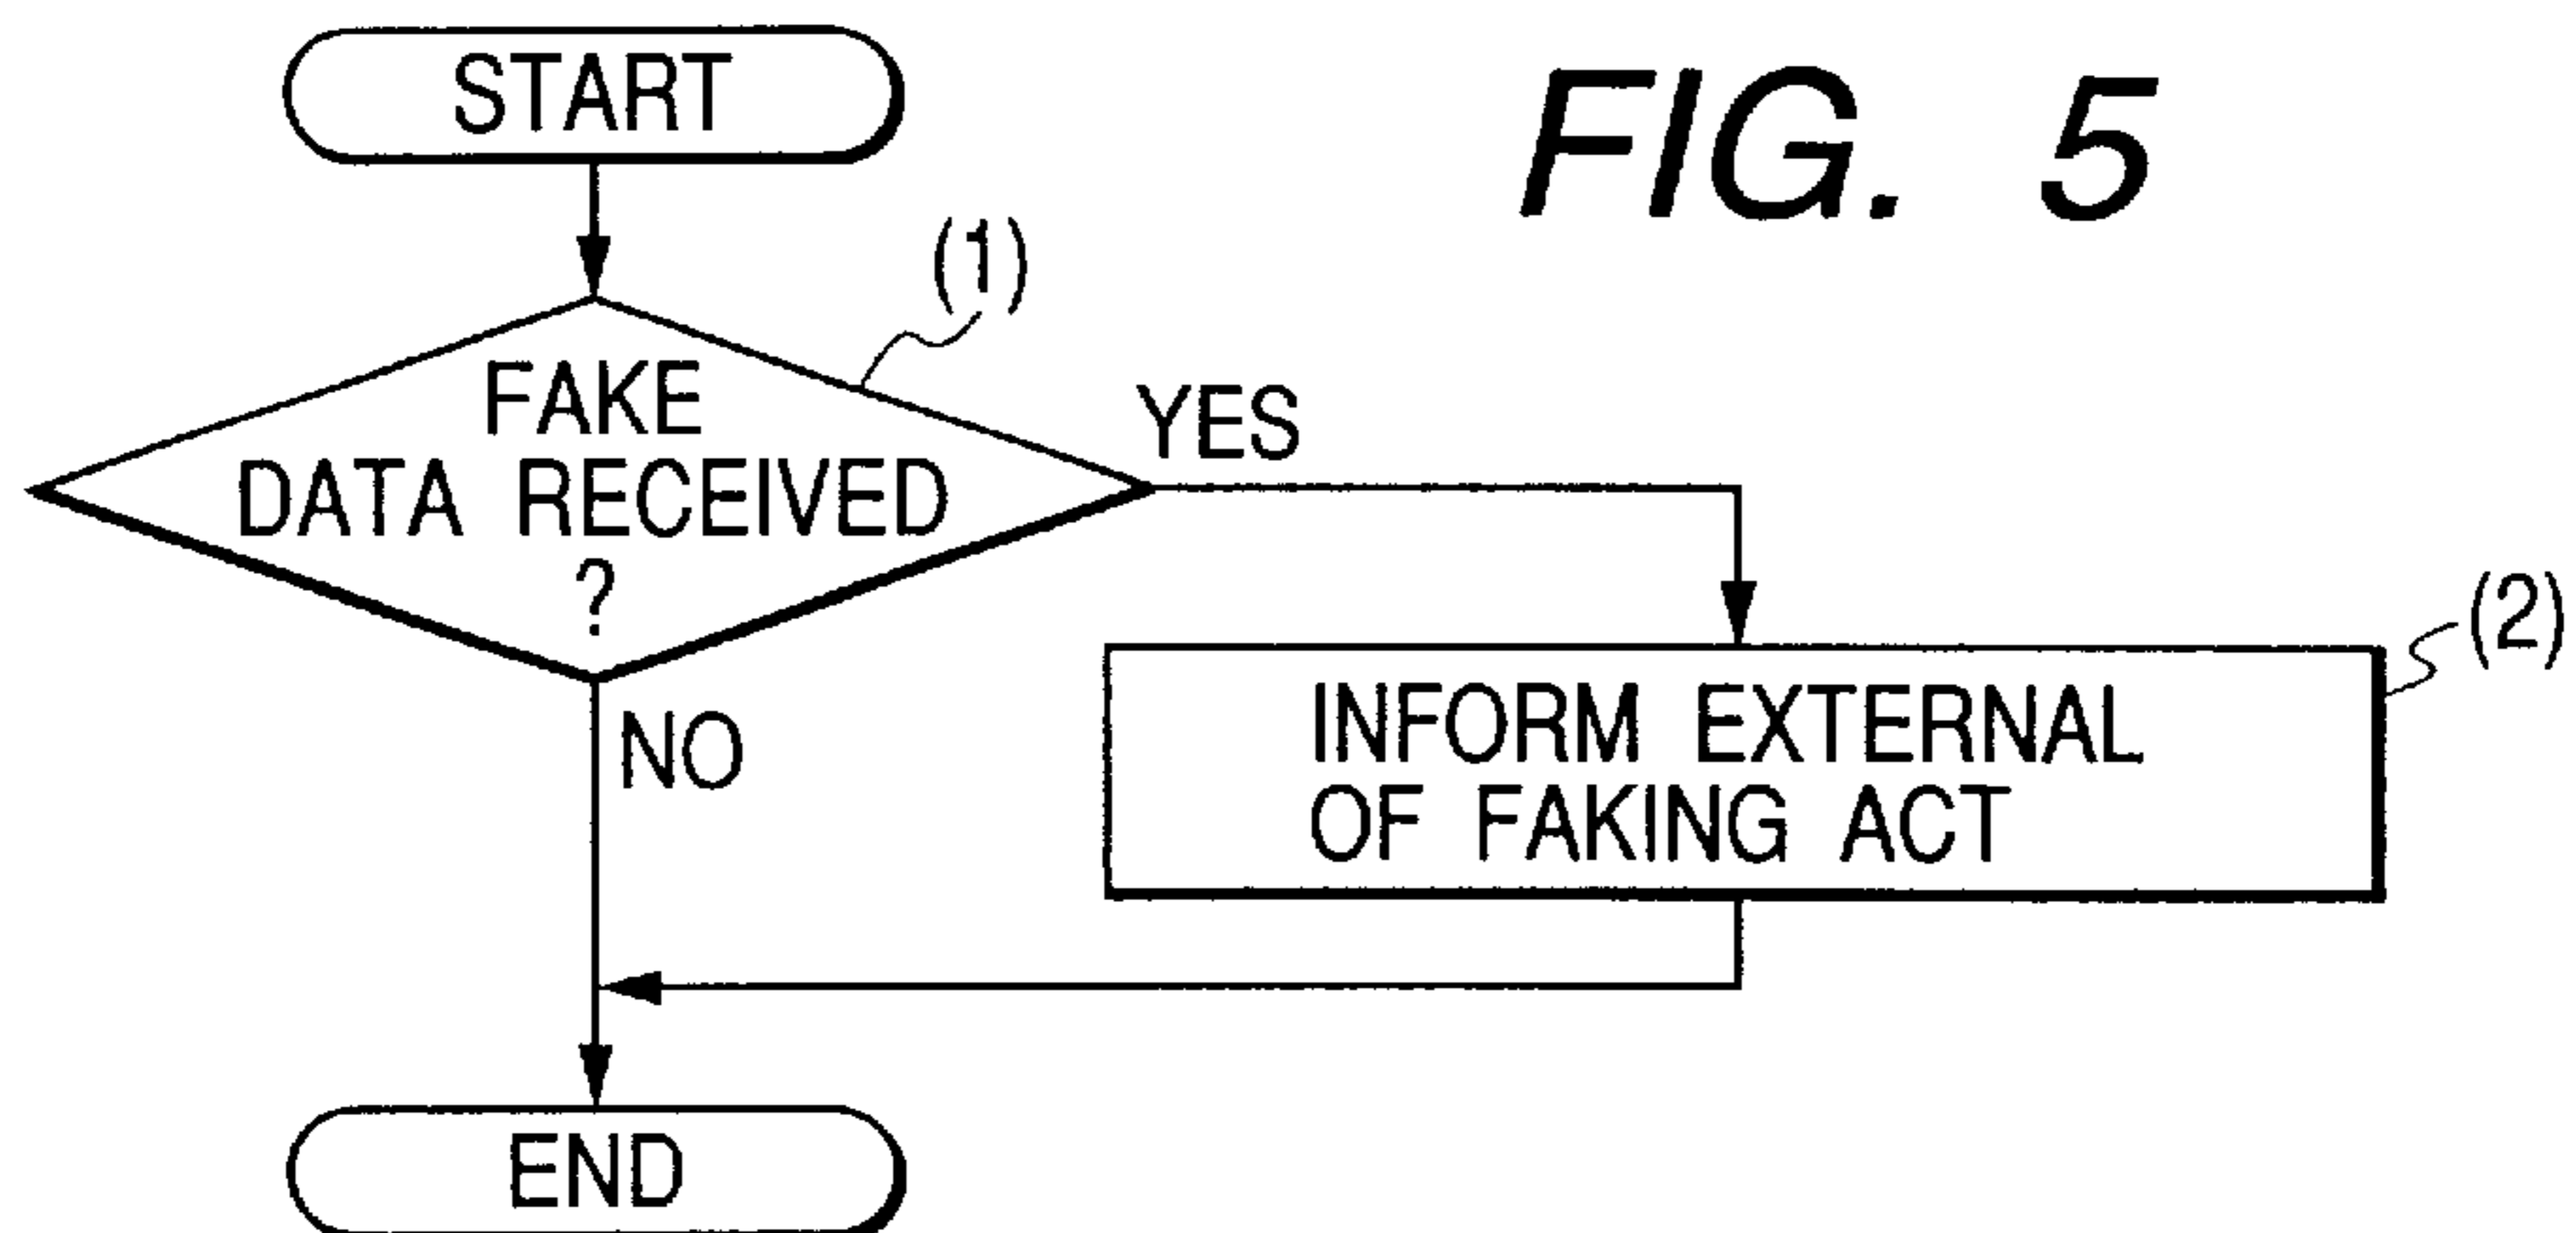 START
FIG. 5
(1)
FAKE
DATA RECEIVED
?
YES
NO
INFORM EXTERNAL
OF FAKING ACT
(2)
END